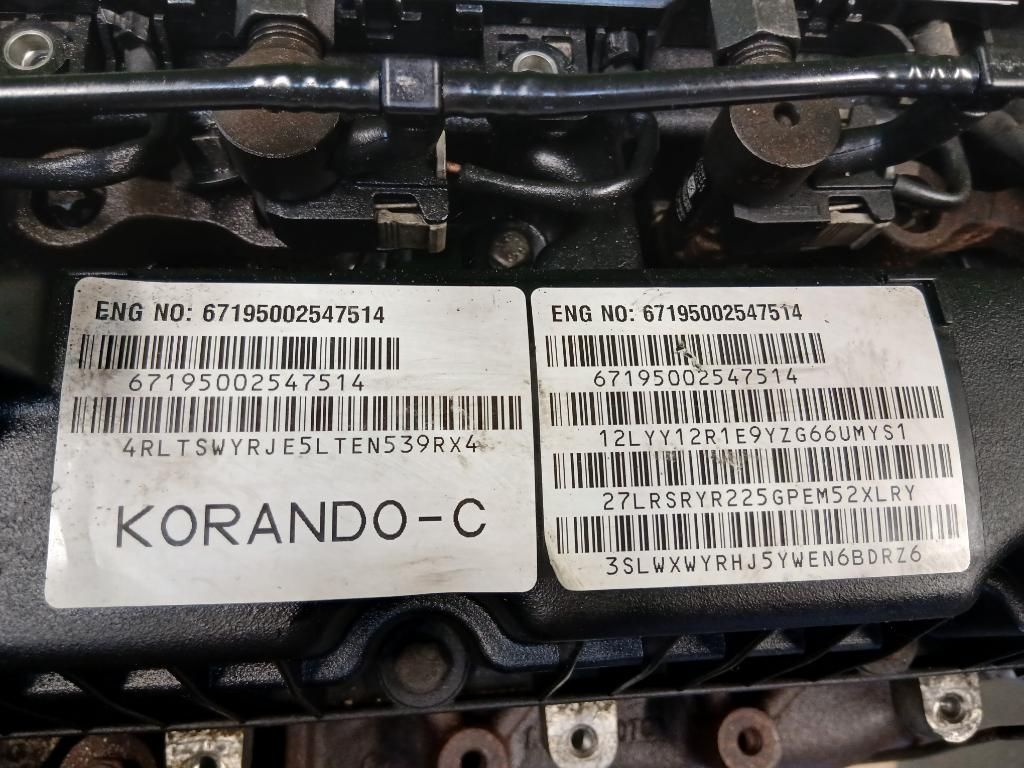 ENG NO: 67195002547514
67195002547514
4RLTSWYRJE5LTEN539RX4
KORANDO-C
ENG NO: 67195002547514
67195002547514
12LYY12R1E9YZG66UMYS1
27LRSRYR225GPEM52XLRY
3SLWXWYRHJ5YWEN6BDRZ6